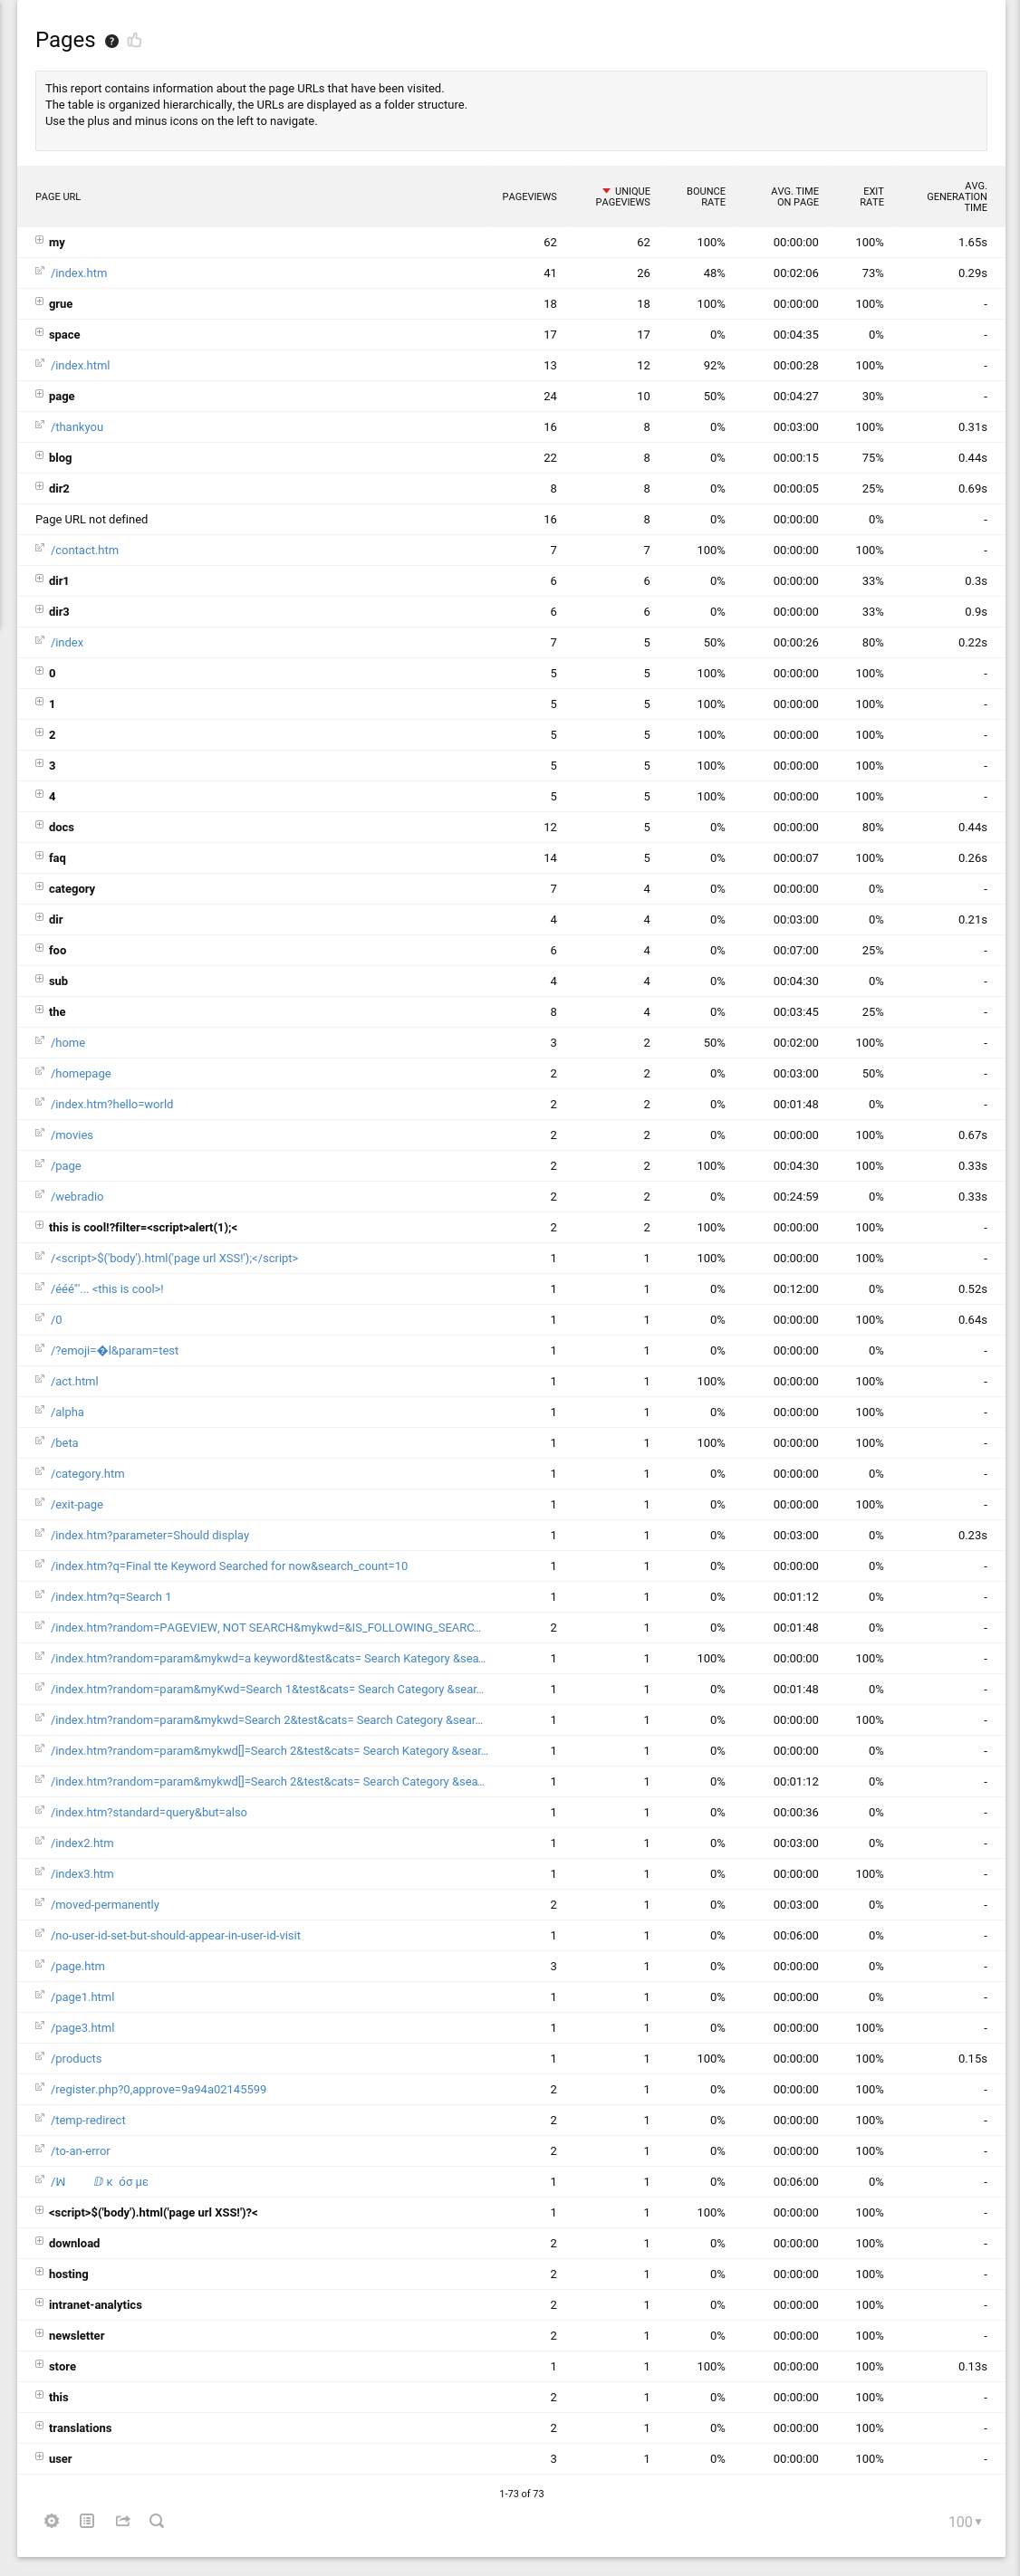 Pages ?
This report contains information about the page URLs that have been visited.
The table is organized hierarchically, the URLs are displayed as a folder structure.
Use the plus and minus icons on the left to navigate.
PAGE URL PAGEVIEWS UNIQUE PAGEVIEWS BOUNCE RATE AVG. TIME ON PAGE EXIT RATE AVG. GENERATION TIME
my 62 62 100% 00:00:00 100% 1.65s
/index.htm 41 26 48% 00:02:06 73% 0.29s
grue 18 18 100% 00:00:00 100% -
space 17 17 0% 00:04:35 0% -
/index.html 13 12 92% 00:00:28 100% -
page 24 10 50% 00:04:27 30% -
/thankyou 16 8 0% 00:03:00 100% 0.31s
blog 22 8 0% 00:00:15 75% 0.44s
dir2 8 8 0% 00:00:05 25% 0.69s
Page URL not defined 16 8 0% 00:00:00 0% -
/contact.htm 7 7 100% 00:00:00 100% -
dir1 6 6 0% 00:00:00 33% 0.3s
dir3 6 6 0% 00:00:00 33% 0.9s
/index 7 5 50% 00:00:26 80% 0.22s
0 5 5 100% 00:00:00 100% -
1 5 5 100% 00:00:00 100% -
2 5 5 100% 00:00:00 100% -
3 5 5 100% 00:00:00 100% -
4 5 5 100% 00:00:00 100% -
docs 12 5 0% 00:00:00 80% 0.44s
faq 14 5 0% 00:00:07 100% 0.26s
category 7 4 0% 00:00:00 0% -
dir 4 4 0% 00:03:00 0% 0.21s
foo 6 4 0% 00:07:00 25% -
sub 4 4 0% 00:04:30 0% -
the 8 4 0% 00:03:45 25% -
/home 3 2 50% 00:02:00 100% -
/homepage 2 2 0% 00:03:00 50% -
/index.htm?hello=world 2 2 0% 00:01:48 0% -
/movies 2 2 0% 00:00:00 100% 0.67s
/page 2 2 100% 00:04:30 100% 0.33s
/webradio 2 2 0% 00:24:59 0% 0.33s
this is cool!?filter=<script>alert(1);< 2 2 100% 00:00:00 100% -
/<script>$('body').html('page url XSS!');</script> 1 1 100% 00:00:00 100% -
/ééé"'... <this is cool>! 1 1 0% 00:12:00 0% 0.52s
/0 1 1 0% 00:00:00 100% 0.64s
/?emoji=�l&param=test 1 1 0% 00:00:00 0% -
/act.html 1 1 100% 00:00:00 100% -
/alpha 1 1 0% 00:00:00 100% -
/beta 1 1 100% 00:00:00 100% -
/category.htm 1 1 0% 00:00:00 0% -
/exit-page 1 1 0% 00:00:00 100% -
/index.htm?parameter=Should display 1 1 0% 00:03:00 0% 0.23s
/index.htm?q=Final tte Keyword Searched for now&search_count=10 1 1 0% 00:00:00 0% -
/index.htm?q=Search 1 1 1 0% 00:01:12 0% -
/index.htm?random=PAGEVIEW, NOT SEARCH&mykwd=&IS_FOLLOWING_SEARC... 2 1 0% 00:01:48 0% -
/index.htm?random=param&mykwd=a keyword&test&cats= Search Kategory &sea... 1 1 100% 00:00:00 100% -
/index.htm?random=param&myKwd=Search 1&test&cats= Search Category &sear... 1 1 0% 00:01:48 0% -
/index.htm?random=param&mykwd=Search 2&test&cats= Search Category &sear... 1 1 0% 00:00:00 100% -
/index.htm?random=param&mykwd[]=Search 2&test&cats= Search Kategory &sear... 1 1 0% 00:00:00 0% -
/index.htm?random=param&mykwd[]=Search 2&test&cats= Search Category &sea... 1 1 0% 00:01:12 0% -
/index.htm?standard=query&but=also 1 1 0% 00:00:36 0% -
/index2.htm 1 1 0% 00:03:00 0% -
/index3.htm 1 1 0% 00:00:00 100% -
/moved-permanently 2 1 0% 00:03:00 0% -
/no-user-id-set-but-should-appear-in-user-id-visit 1 1 0% 00:06:00 0% -
/page.htm 3 1 0% 00:00:00 0% -
/page1.html 1 1 0% 00:00:00 0% -
/page3.html 1 1 0% 00:00:00 100% -
/products 1 1 100% 00:00:00 100% 0.15s
/register.php?0,approve=9a94a02145599 2 1 0% 00:00:00 100% -
/temp-redirect 2 1 0% 00:00:00 100% -
/to-an-error 2 1 0% 00:00:00 100% -
κ όσ με 1 1 0% 00:06:00 0% -
<script>$('body').html('page url XSS!')?< 1 1 100% 00:00:00 100% -
download 2 1 0% 00:00:00 100% -
hosting 2 1 0% 00:00:00 100% -
intranet-analytics 2 1 0% 00:00:00 100% -
newsletter 2 1 0% 00:00:00 100% -
store 1 1 100% 00:00:00 100% 0.13s
this 2 1 0% 00:00:00 100% -
translations 2 1 0% 00:00:00 100% -
user 3 1 0% 00:00:00 100% -
1-73 of 73
100